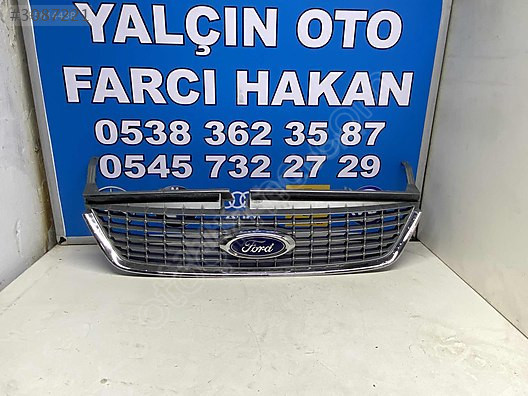 YALÇIN OTO
FARCI HAKAN
0538 362 35 87
0545 732 27 29
Ford